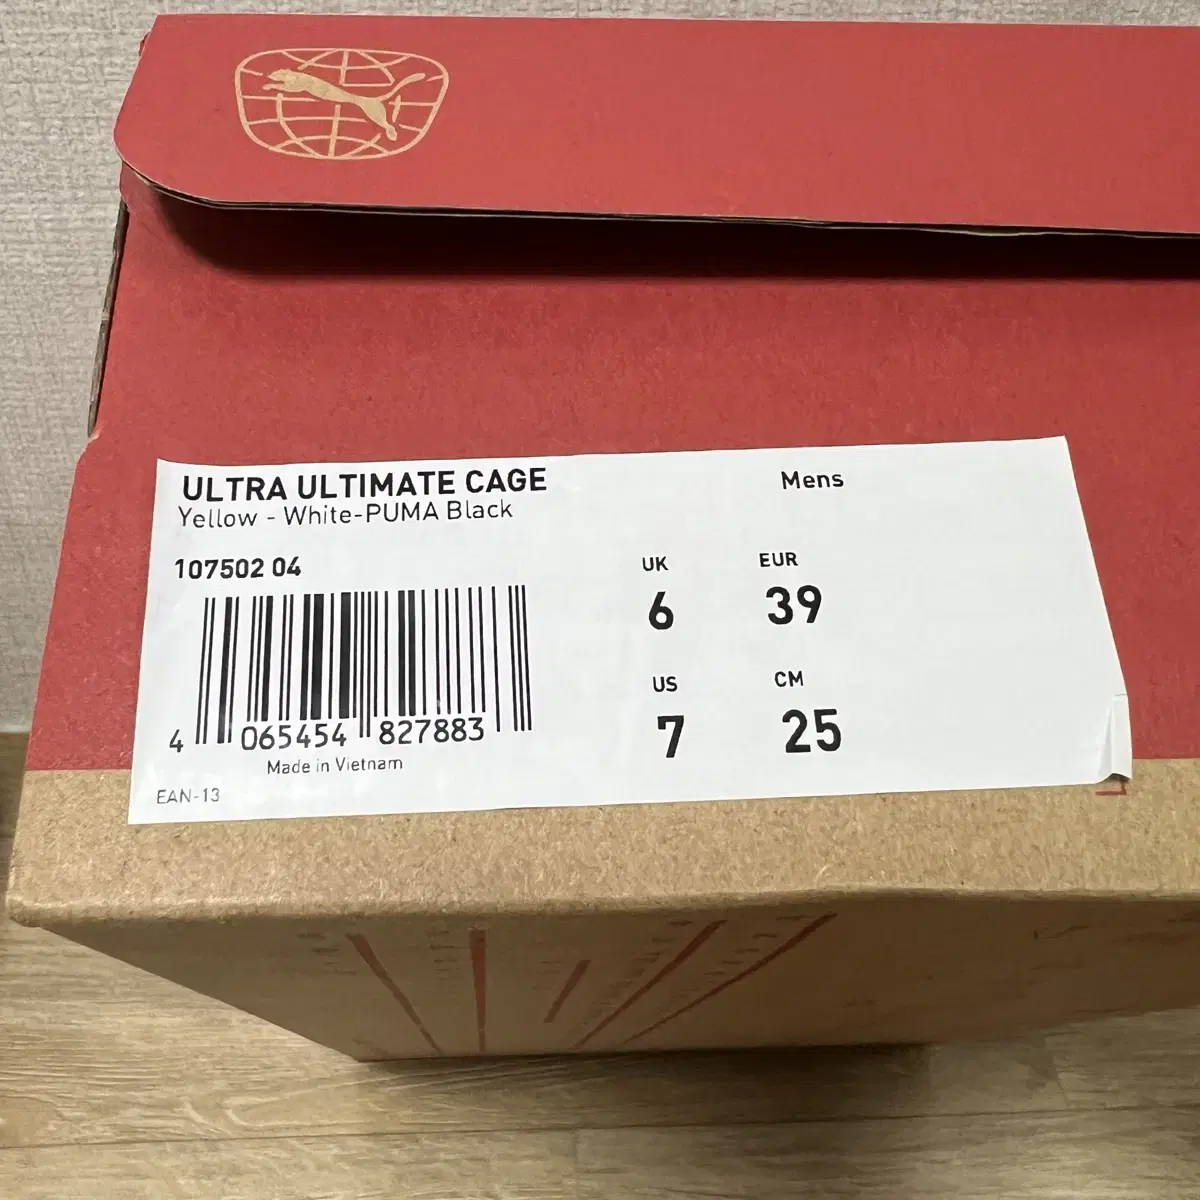 ULTRA ULTIMATE CAGE
Yellow - White-PUMA Black
Mens
107502 04
UK
EUR
6
39
US
CM
7
25
4 065454 827883
Made in Vietnam
EAN-13